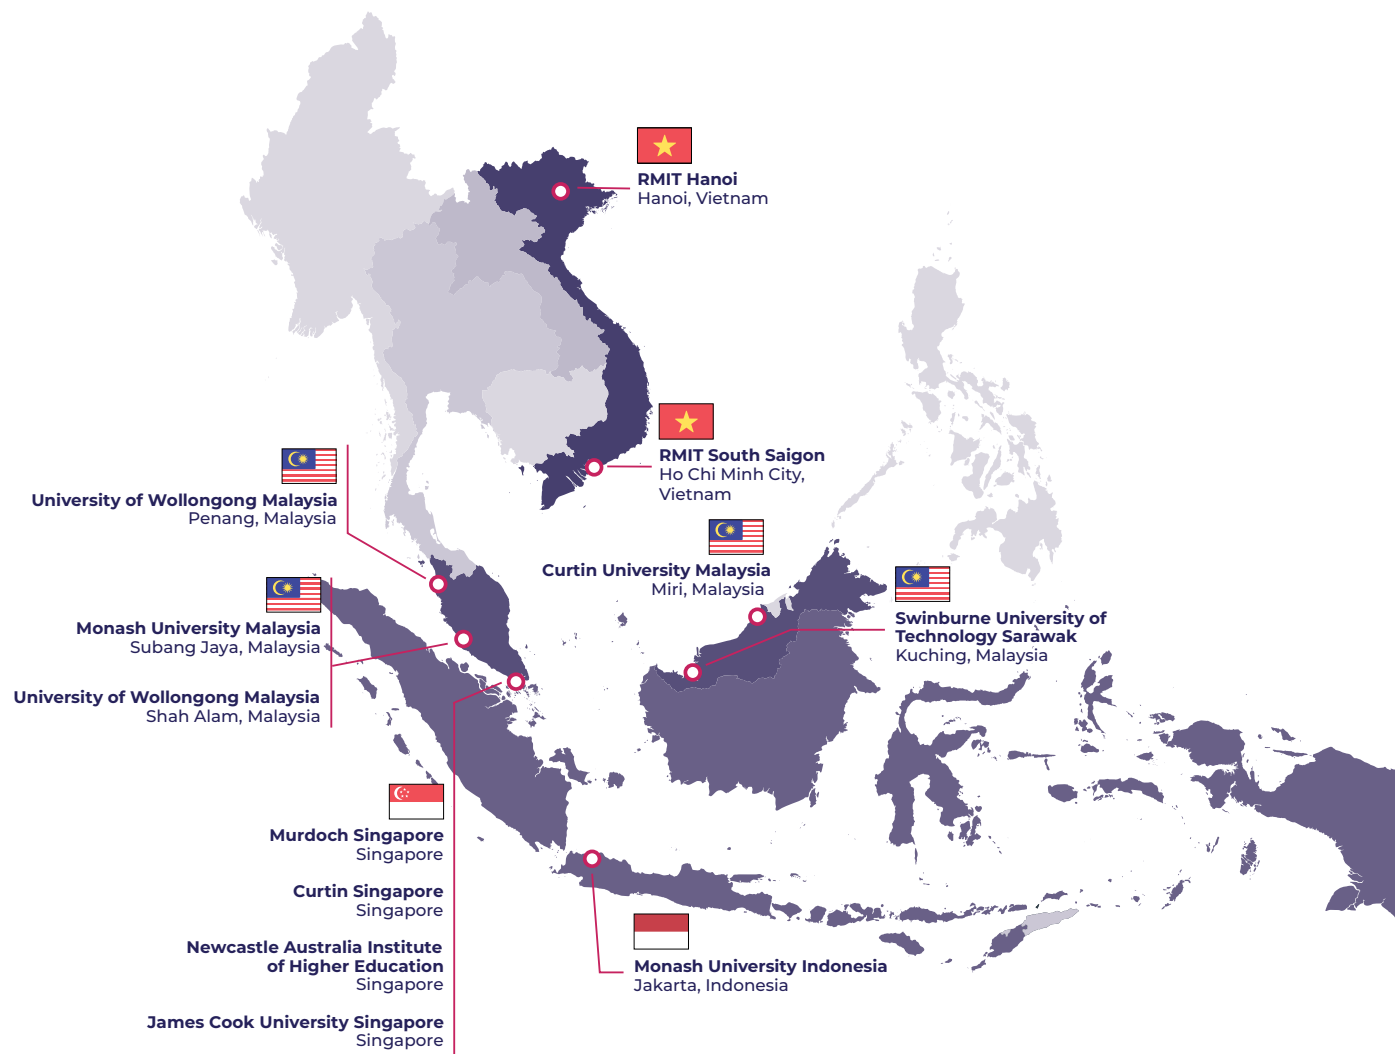 RMIT Hanoi
Hanoi, Vietnam
RMIT South Saigon
Ho Chi Minh City,
Vietnam
University of Wollongong Malaysia
Penang, Malaysia
Curtin University Malaysia
Miri, Malaysia
Swinburne University of
Technology Sarawak
Kuching, Malaysia
Monash University Malaysia
Subang Jaya, Malaysia
University of Wollongong Malaysia
Shah Alam, Malaysia
Murdoch Singapore
Singapore
Curtin Singapore
Singapore
Newcastle Australia Institute
of Higher Education
Singapore
James Cook University Singapore
Singapore
Monash University Indonesia
Jakarta, Indonesia